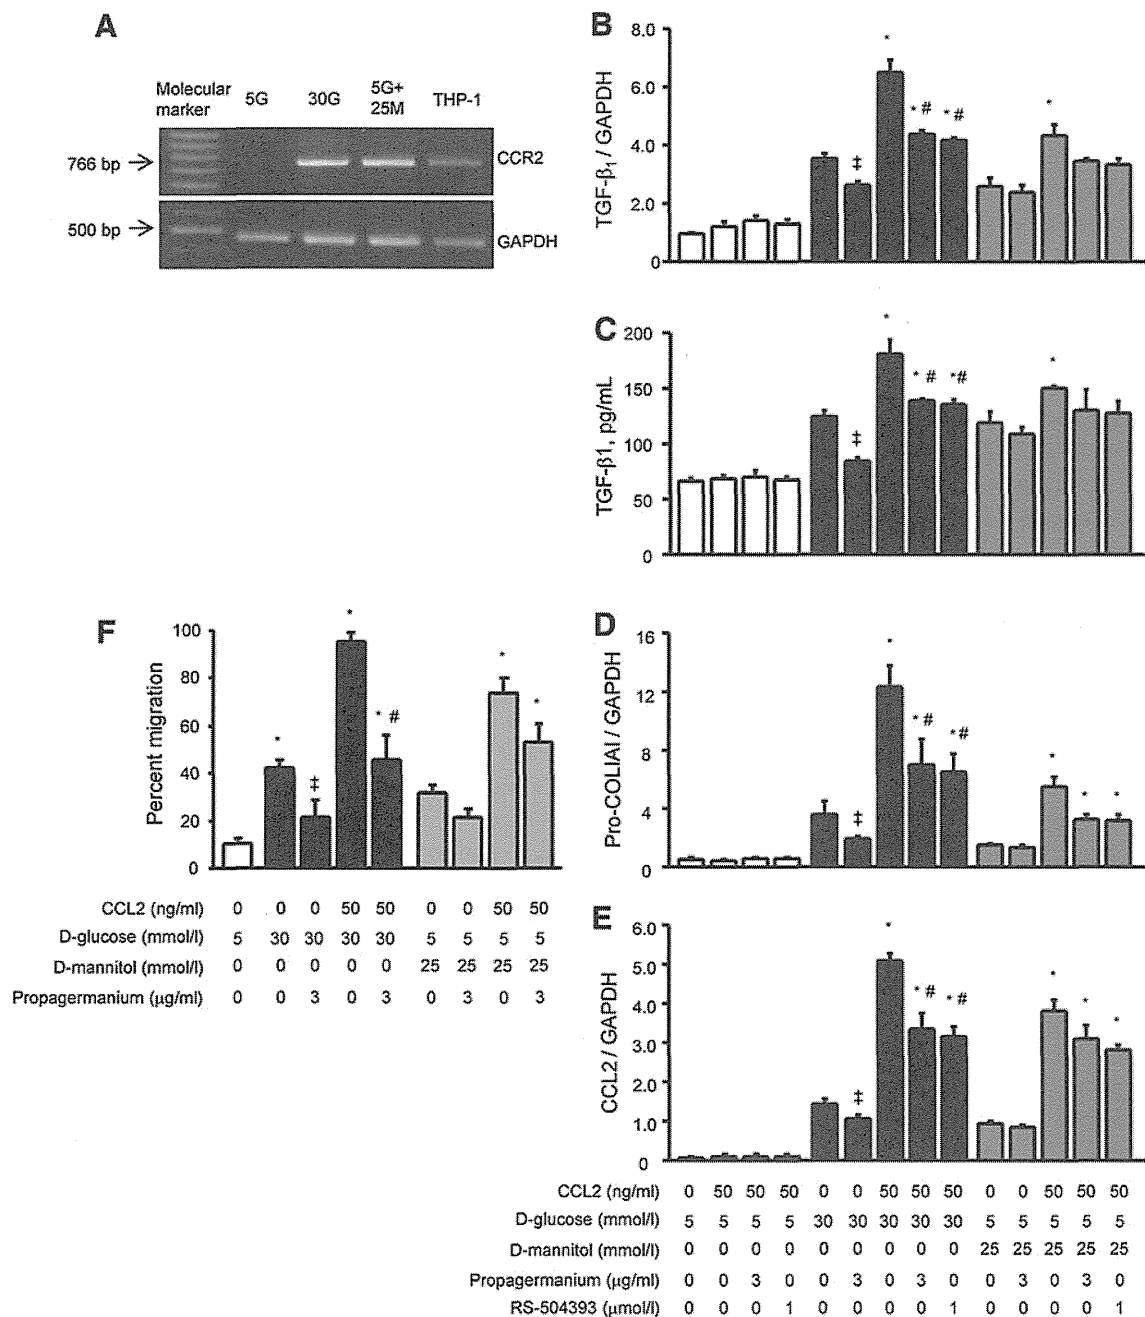 A
Molecular marker 5G 30G 5G+ 25M THP-1
766 bp → CCR2
500 bp → GAPDH
B
TGF-β1 / GAPDH
8.0
6.0
4.0
2.0
0
‡ * * # * # *
C
TGF-β1, pg/mL
200
150
100
50
0
‡ * * # *# *
D
Pro-COLIAI / GAPDH
16
12
8
4
0
‡ * *# *# * * *
E
CCL2 / GAPDH
6.0
5.0
4.0
3.0
2.0
1.0
0
‡ * * # * # * * *
CCL2 (ng/ml) 0 50 50 50 0 0 50 50 50 0 0 50 50 50
D-glucose (mmol/l) 5 5 5 5 30 30 30 30 30 5 5 5 5 5
D-mannitol (mmol/l) 0 0 0 0 0 0 0 0 0 25 25 25 25 25
Propagermanium (μg/ml) 0 0 3 0 0 3 0 3 0 0 3 0 3 0
RS-504393 (μmol/l) 0 0 0 1 0 0 0 0 1 0 0 0 0 1
F
Percent migration
100
80
60
40
20
0
* ‡ * * # * *
CCL2 (ng/ml) 0 0 0 50 50 0 0 50 50
D-glucose (mmol/l) 5 30 30 30 30 5 5 5 5
D-mannitol (mmol/l) 0 0 0 0 0 25 25 25 25
Propagermanium (μg/ml) 0 0 3 0 3 0 3 0 3